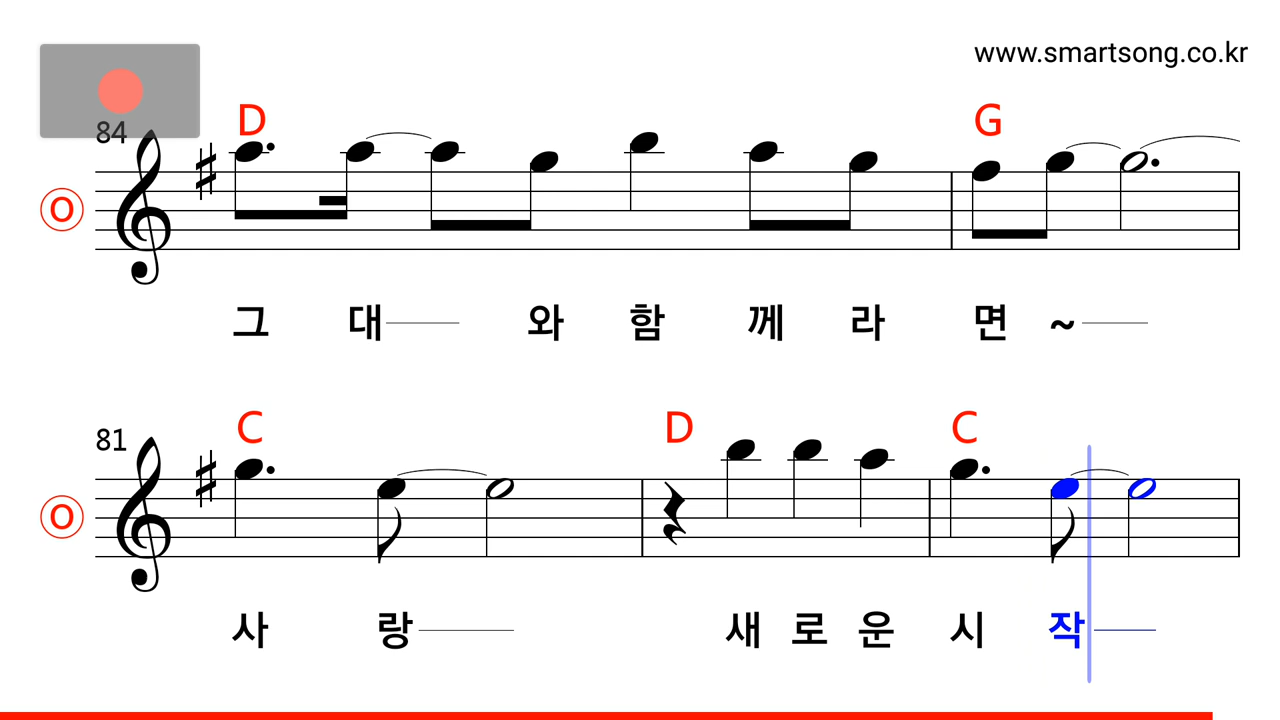 www.smartsong.co.kr
84 D G
O
그 대 와 함 께 라 면 ~
81 C D C
O
사 랑 새 로 운 시 작